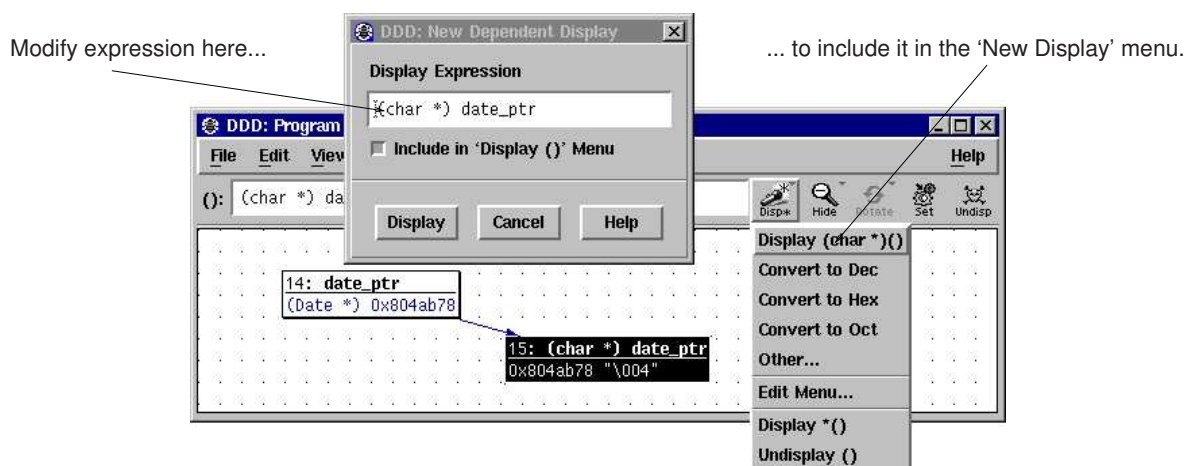 DDD: New Dependent Display
Modify expression here...
... to include it in the ‘New Display’ menu.
Display Expression
(char *) date_ptr
DDD: Program
Include in ‘Display ()’ Menu
File Edit View Help
(): (char *) da
Disp* Hide Rotate Set Undisp
Display Cancel Help
Display (char *)()
Convert to Dec
14: date_ptr
Convert to Hex
(Date *) 0x804ab78
Convert to Oct
15: (char *) date_ptr
Other...
0x804ab78 "\004"
Edit Menu...
Display *()
Undisplay ()